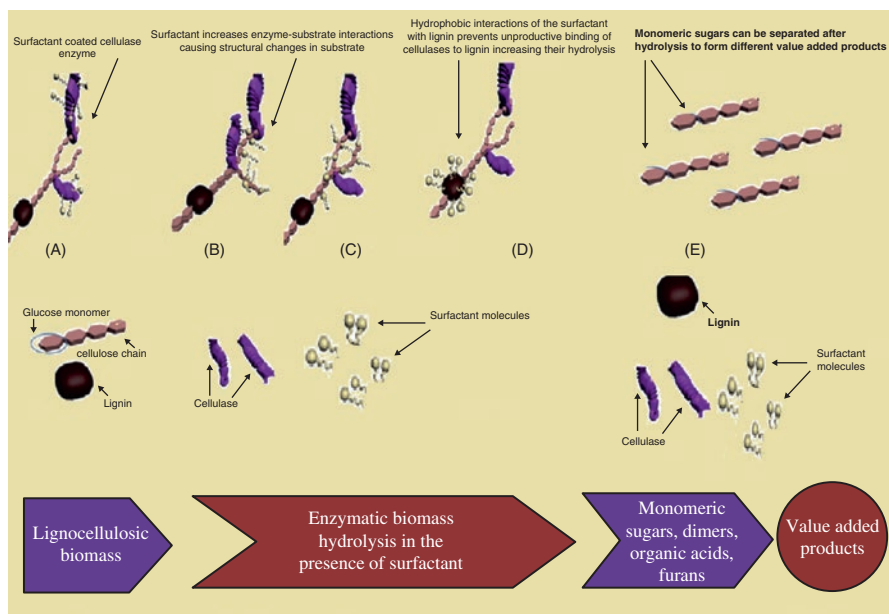 Surfactant coated cellulase
enzyme
Surfactant increases enzyme-substrate interactions
causing structural changes in substrate
Hydrophobic interactions of the surfactant
with lignin prevents unproductive binding of
cellulases to lignin increasing their hydrolysis
Monomeric sugars can be separated after
hydrolysis to form different value added products
(A)
(B)
(C)
(D)
(E)
Glucose monomer
cellulose chain
Lignin
Cellulase
Surfactant molecules
Lignin
Surfactant
molecules
Cellulase
Lignocellulosic
biomass
Enzymatic biomass
hydrolysis in the
presence of surfactant
Monomeric
sugars, dimers,
organic acids,
furans
Value added
products